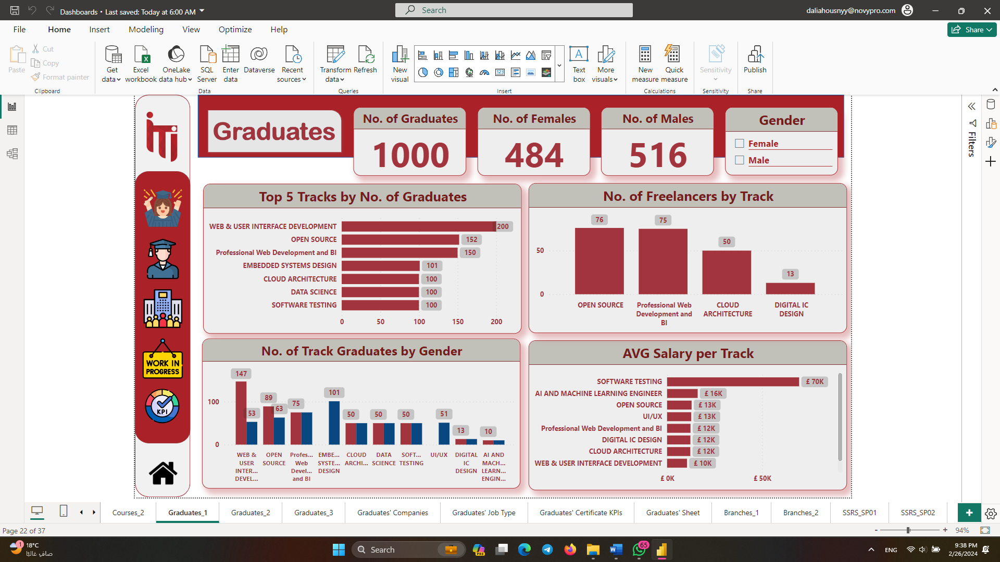 Dashboards • Last saved: Today at 6:00 AM
Search
daliahousnyy@novypro.com
File
Home
Insert
Modeling
View
Optimize
Help
Share
Paste
Cut
Copy
Format painter
Clipboard
Get data
Excel workbook
OneLake data hub
SQL Server
Enter data
Dataverse
Recent sources
Data
Transform data
Refresh
Queries
New visual
123
Insert
A
Text box
More visuals
New measure
Quick measure
Calculations
Sensitivity
Sensitivity
Publish
Share
iTi
Graduates
No. of Graduates
1000
No. of Females
484
No. of Males
516
Gender
Female
Male
Filters
WORK IN
PROGRESS
KPI
Top 5 Tracks by No. of Graduates
WEB & USER INTERFACE DEVELOPMENT 200
OPEN SOURCE 152
Professional Web Development and BI 150
EMBEDDED SYSTEMS DESIGN 101
CLOUD ARCHITECTURE 100
DATA SCIENCE 100
SOFTWARE TESTING 100
0 50 100 150 200
No. of Freelancers by Track
76 75 50 13
50
0
OPEN SOURCE
Professional Web Development and BI
CLOUD ARCHITECTURE
DIGITAL IC DESIGN
No. of Track Graduates by Gender
147 53 89 63 75 101 50 50 50 51 13 10
100
0
WEB & USER INTER... DEVEL...
OPEN SOURCE
Profes... Web Devel... and BI
EMBE... SYSTE... DESIGN
CLOUD ARCHI...
DATA SCIENCE
SOFT... TESTING
UI/UX
DIGITAL IC DESIGN
AI AND MACH... LEARN... ENGIN...
AVG Salary per Track
SOFTWARE TESTING £ 70K
AI AND MACHINE LEARNING ENGINEER £ 16K
OPEN SOURCE £ 13K
UI/UX £ 13K
Professional Web Development and BI £ 12K
DIGITAL IC DESIGN £ 12K
CLOUD ARCHITECTURE £ 12K
WEB & USER INTERFACE DEVELOPMENT £ 10K
£ 0K £ 50K
Courses_2
Graduates_1
Graduates_2
Graduates_3
Graduates' Companies
Graduates' Job Type
Graduates' Certificate KPIs
Graduates' Sheet
Branches_1
Branches_2
SSRS_SP01
SSRS_SP02
Page 22 of 37
- + 94%
1
18°C
صافٍ غالبًا
Search
PRE
65
ENG
9:38 PM
2/26/2024